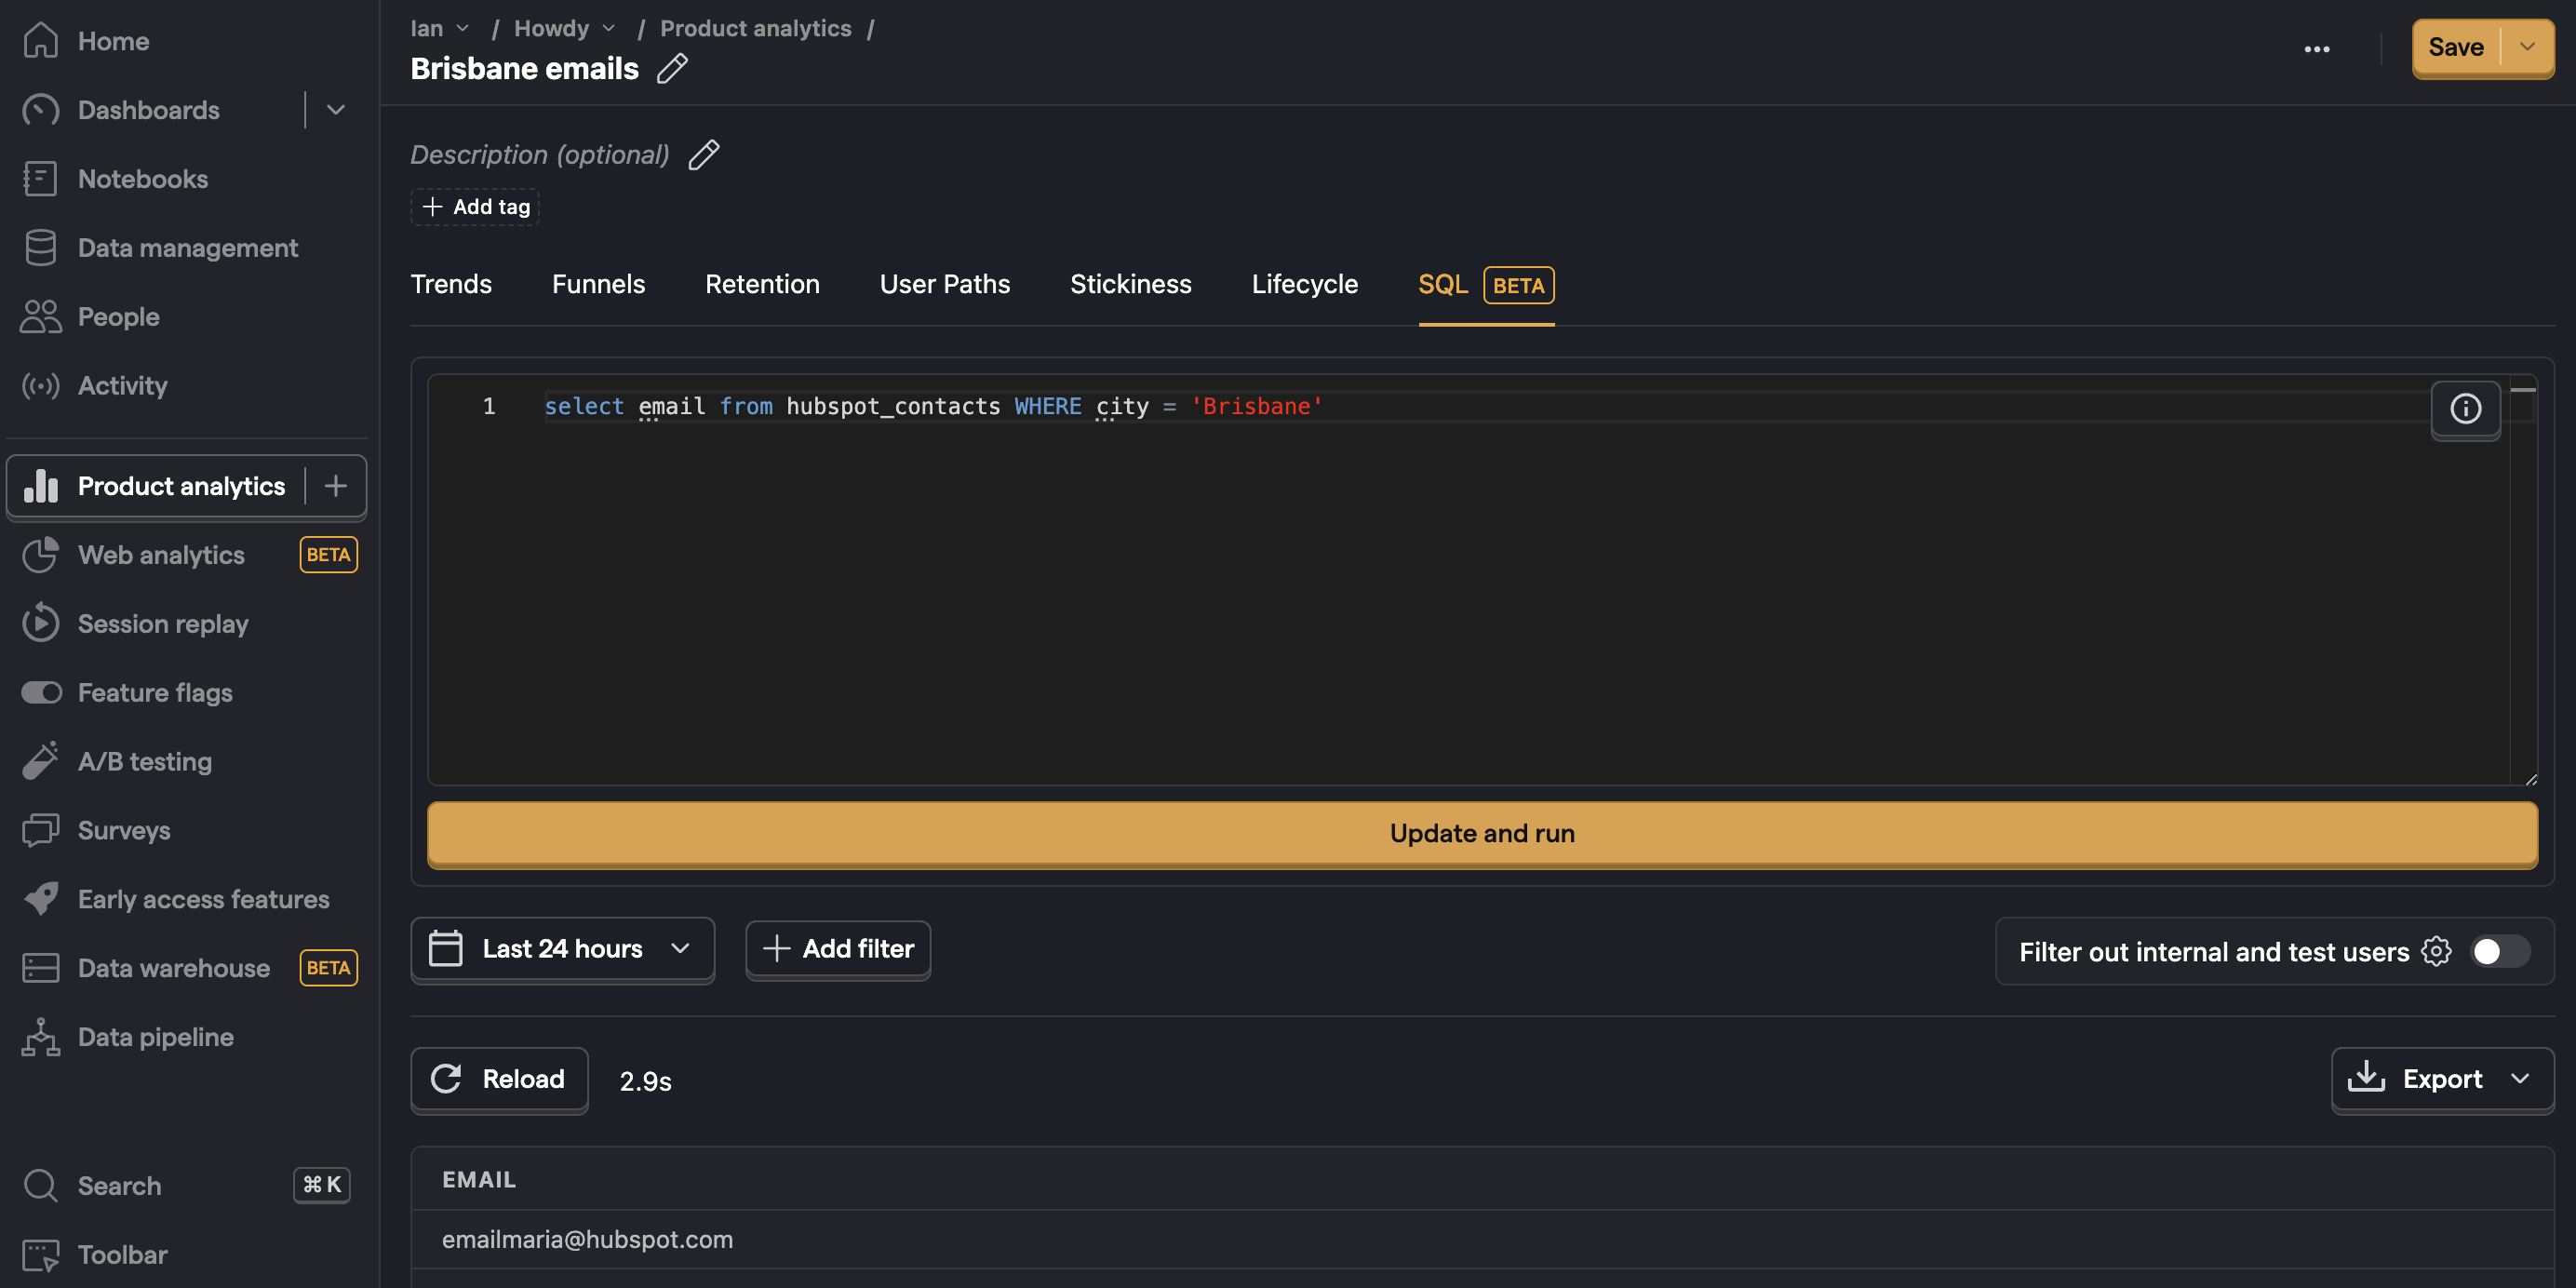 Home
Dashboards
Notebooks
Data management
People
Activity
Product analytics
Web analytics BETA
Session replay
Feature flags
A/B testing
Surveys
Early access features
Data warehouse BETA
Data pipeline
Search ⌘ K
Toolbar
Ian / Howdy / Product analytics /
Brisbane emails
Save
Description (optional)
Add tag
Trends Funnels Retention User Paths Stickiness Lifecycle SQL BETA
1 select email from hubspot_contacts WHERE city = 'Brisbane'
Update and run
Last 24 hours Add filter Filter out internal and test users
Reload 2.9s Export
EMAIL
emailmaria@hubspot.com